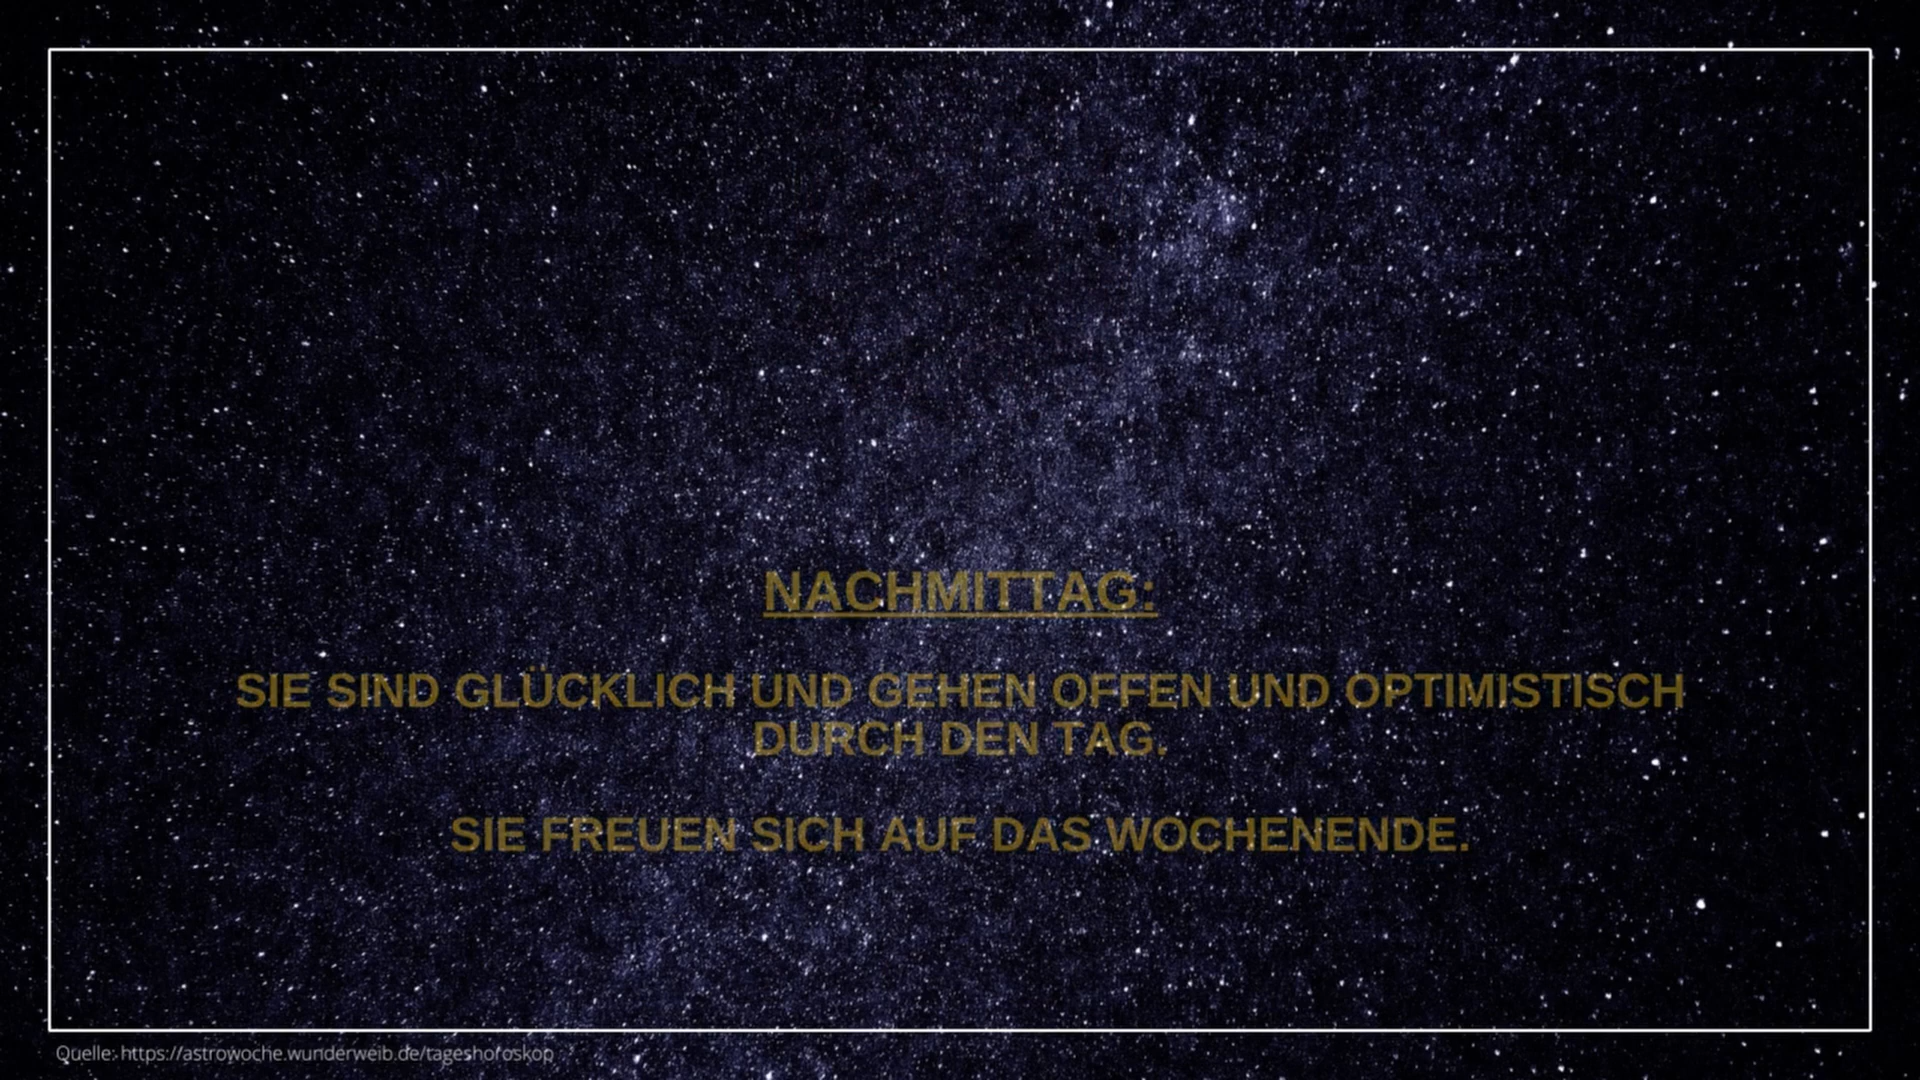 NACHMITTAG:
SIE SIND GLÜCKLICH UND GEHEN OFFEN UND OPTIMISTISCH
DURCH DEN TAG.
SIE FREUEN SICH AUF DAS WOCHENENDE.
Quelle: https://astrowoche.wunderweib.de/tageshoroskop